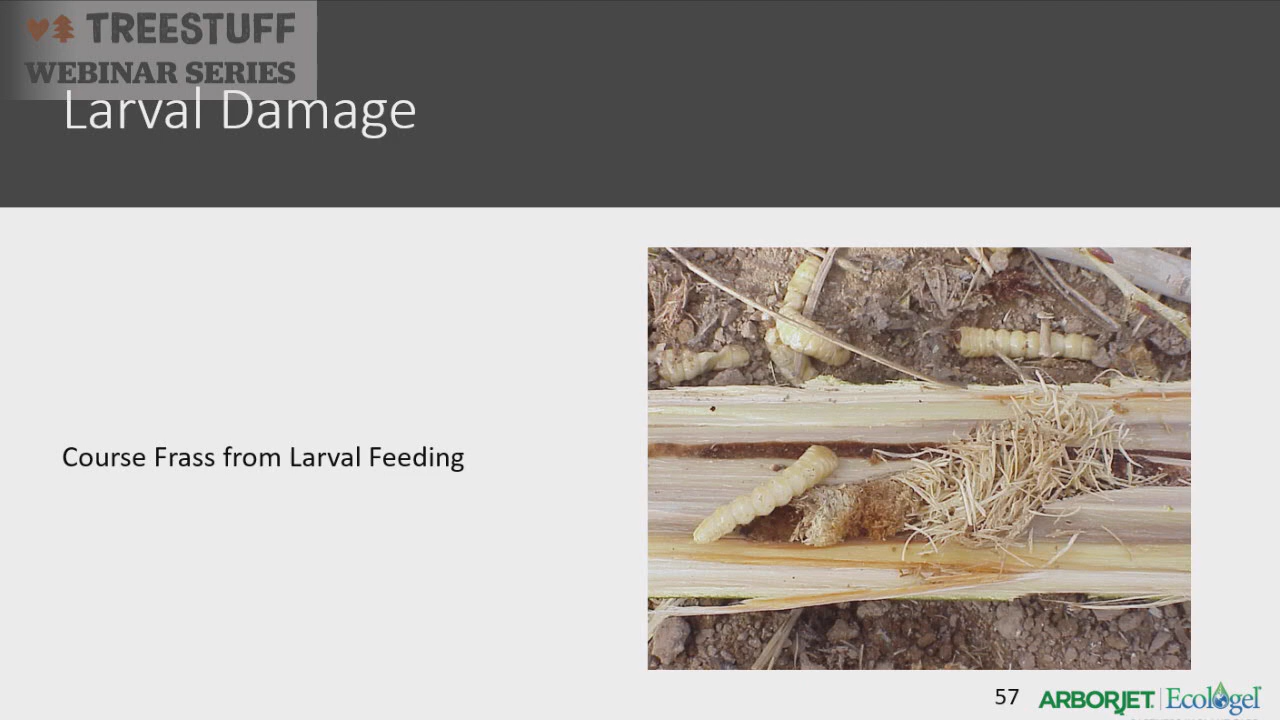 TREESTUFF
WEBINAR SERIES
Larval Damage
Course Frass from Larval Feeding
57 ARBORJET | Ecologel